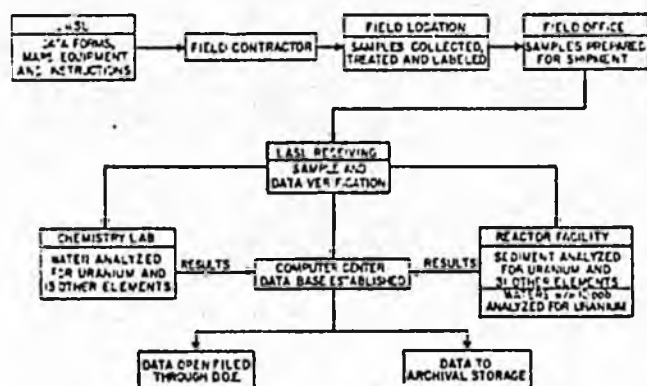 LASL
DATA FORMS,
MAPS, EQUIPMENT
AND INSTRUCTIONS
FIELD CONTRACTOR
FIELD LOCATION
SAMPLES COLLECTED,
TREATED AND LABELED
FIELD OFFICE
SAMPLES PREPARED
FOR SHIPMENT
LASL RECEIVING
SAMPLE AND
DATA VERIFICATION
CHEMISTRY LAB
WATER ANALYZED
FOR URANIUM AND
13 OTHER ELEMENTS
RESULTS
COMPUTER CENTER
DATA BASE ESTABLISHED
RESULTS
REACTOR FACILITY
SEDIMENT ANALYZED
FOR URANIUM AND
31 OTHER ELEMENTS
WATERS
ANALYZED FOR URANIUM
DATA OPEN FILED
THROUGH D.O.E.
DATA TO
ARCHIVAL STORAGE